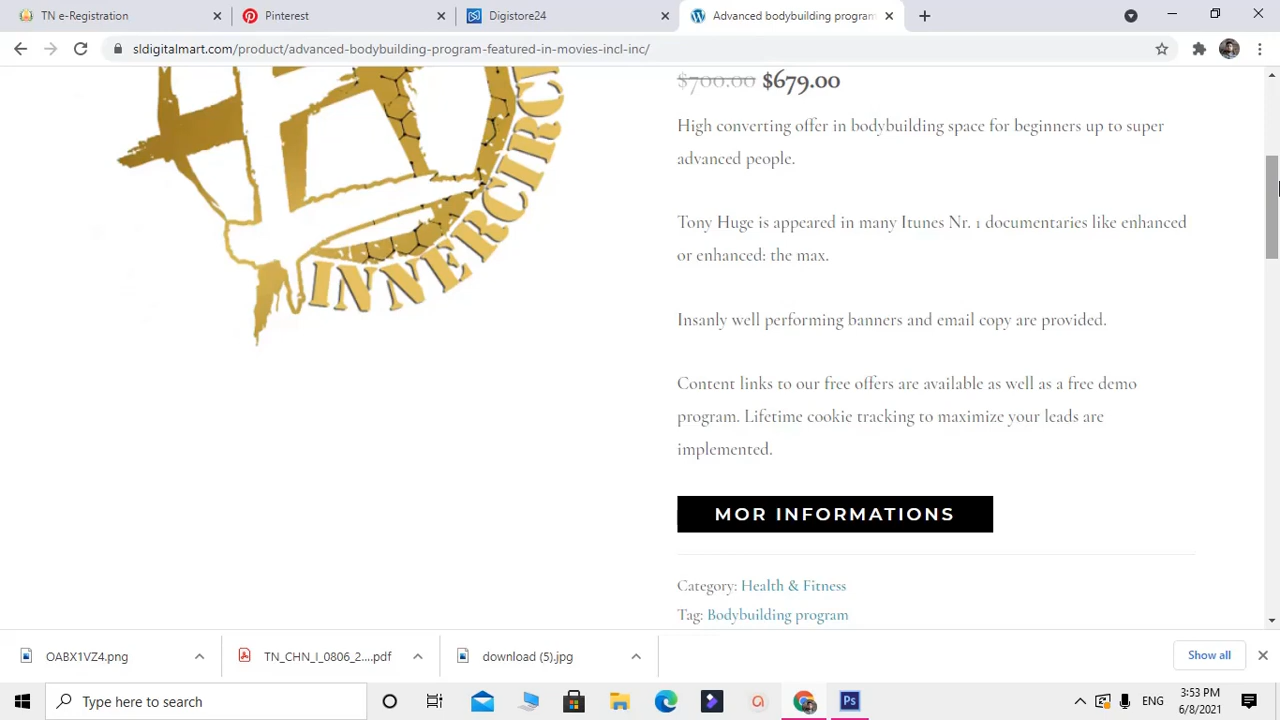 TN e-Registration
Pinterest
Digistore24
Advanced bodybuilding program
sldigitalmart.com/product/advanced-bodybuilding-program-featured-in-movies-incl-inc/
INNERCIRC
$700.00 $679.00
High converting offer in bodybuilding space for beginners up to super
advanced people.
Tony Huge is appeared in many Itunes Nr. 1 documentaries like enhanced
or enhanced: the max.
Insanly well performing banners and email copy are provided.
Content links to our free offers are available as well as a free demo
program. Lifetime cookie tracking to maximize your leads are
implemented.
MOR INFORMATIONS
Category: Health & Fitness
Tag: Bodybuilding program
OABX1VZ4.png
TN_CHN_I_0806_2....pdf
download (5).jpg
Show all
Type here to search
Ps
ENG
3:53 PM
6/8/2021